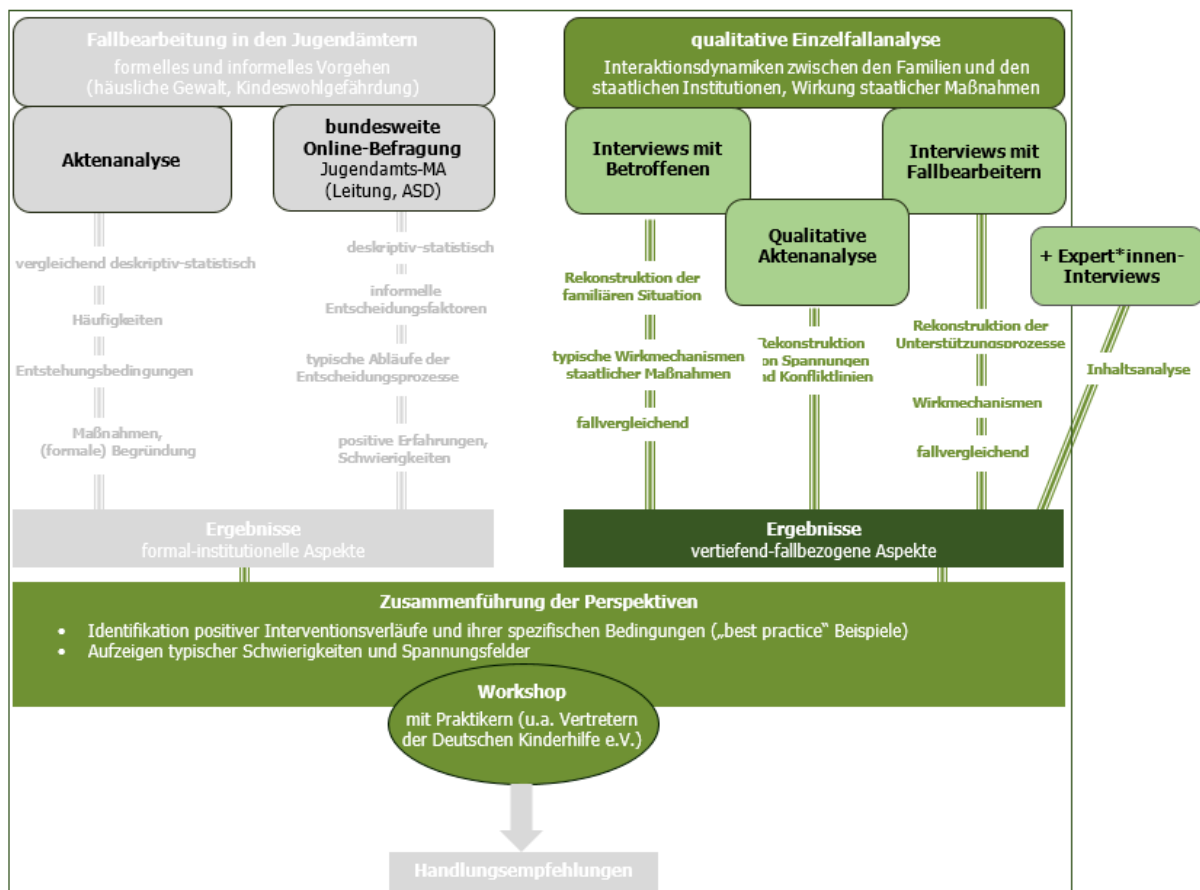 Fallbearbeitung in den Jugendämtern
formelles und informelles Vorgehen
(häusliche Gewalt, Kindeswohlgefährdung)
Aktenanalyse
bundesweite
Online-Befragung
Jugendamts-MA
(Leitung, ASD)
vergleichend deskriptiv-statistisch
Häufigkeiten
Entstehungsbedingungen
Maßnahmen,
(formale) Begründung
deskriptiv-statistisch
informelle
Entscheidungsfaktoren
typische Abläufe der
Entscheidungsprozesse
positive Erfahrungen,
Schwierigkeiten
Ergebnisse
formal-institutionelle Aspekte
qualitative Einzelfallanalyse
Interaktionsdynamiken zwischen den Familien und den
staatlichen Institutionen, Wirkung staatlicher Maßnahmen
Interviews mit
Betroffenen
Qualitative
Aktenanalyse
Interviews mit
Fallbearbeitern
+ Expert*innen-
Interviews
Rekonstruktion der
familiären Situation
typische Wirkmechanismen
staatlicher Maßnahmen
fallvergleichend
Rekonstruktion
von Spannungen
und Konfliktlinien
Rekonstruktion der
Unterstützungsprozesse
Wirkmechanismen
fallvergleichend
Inhaltsanalyse
Ergebnisse
vertiefend-fallbezogene Aspekte
Zusammenführung der Perspektiven
• Identifikation positiver Interventionsverläufe und ihrer spezifischen Bedingungen („best practice“ Beispiele)
• Aufzeigen typischer Schwierigkeiten und Spannungsfelder
Workshop
mit Praktikern (u.a. Vertretern
der Deutschen Kinderhilfe e.V.)
Handlungsempfehlungen